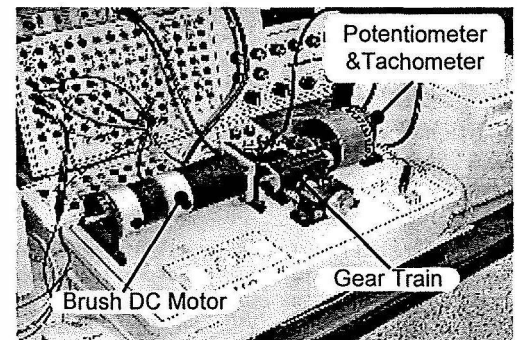 Potentiometer
&Tachometer
Gear Train
Brush DC Motor